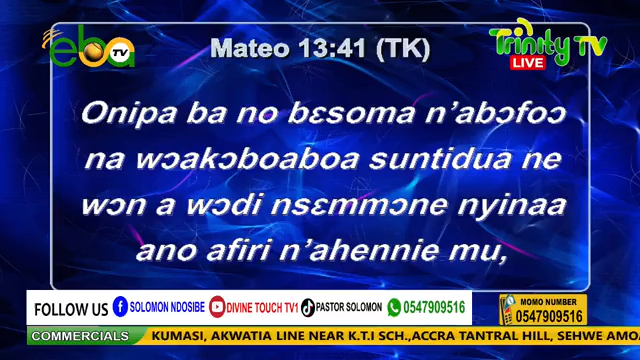 eba TV
Mateo 13:41 (TK)
Trinity TV
LIVE
Onipa ba no bɛsoma n'abɔfoɔ
na wɔakɔboaboa suntidua ne
wɔn a wɔdi nsɛmmɔne nyinaa
ano afiri n'ahennie mu,
FOLLOW US SOLOMON NDOSIBE DIVINE TOUCH TV1 PASTOR SOLOMON 0547909516
MOMO NUMBER
0547909516
COMMERCIALS KUMASI, AKWATIA LINE NEAR K.T.I SCH.,ACCRA TANTRAL HILL, SEHWE AMO